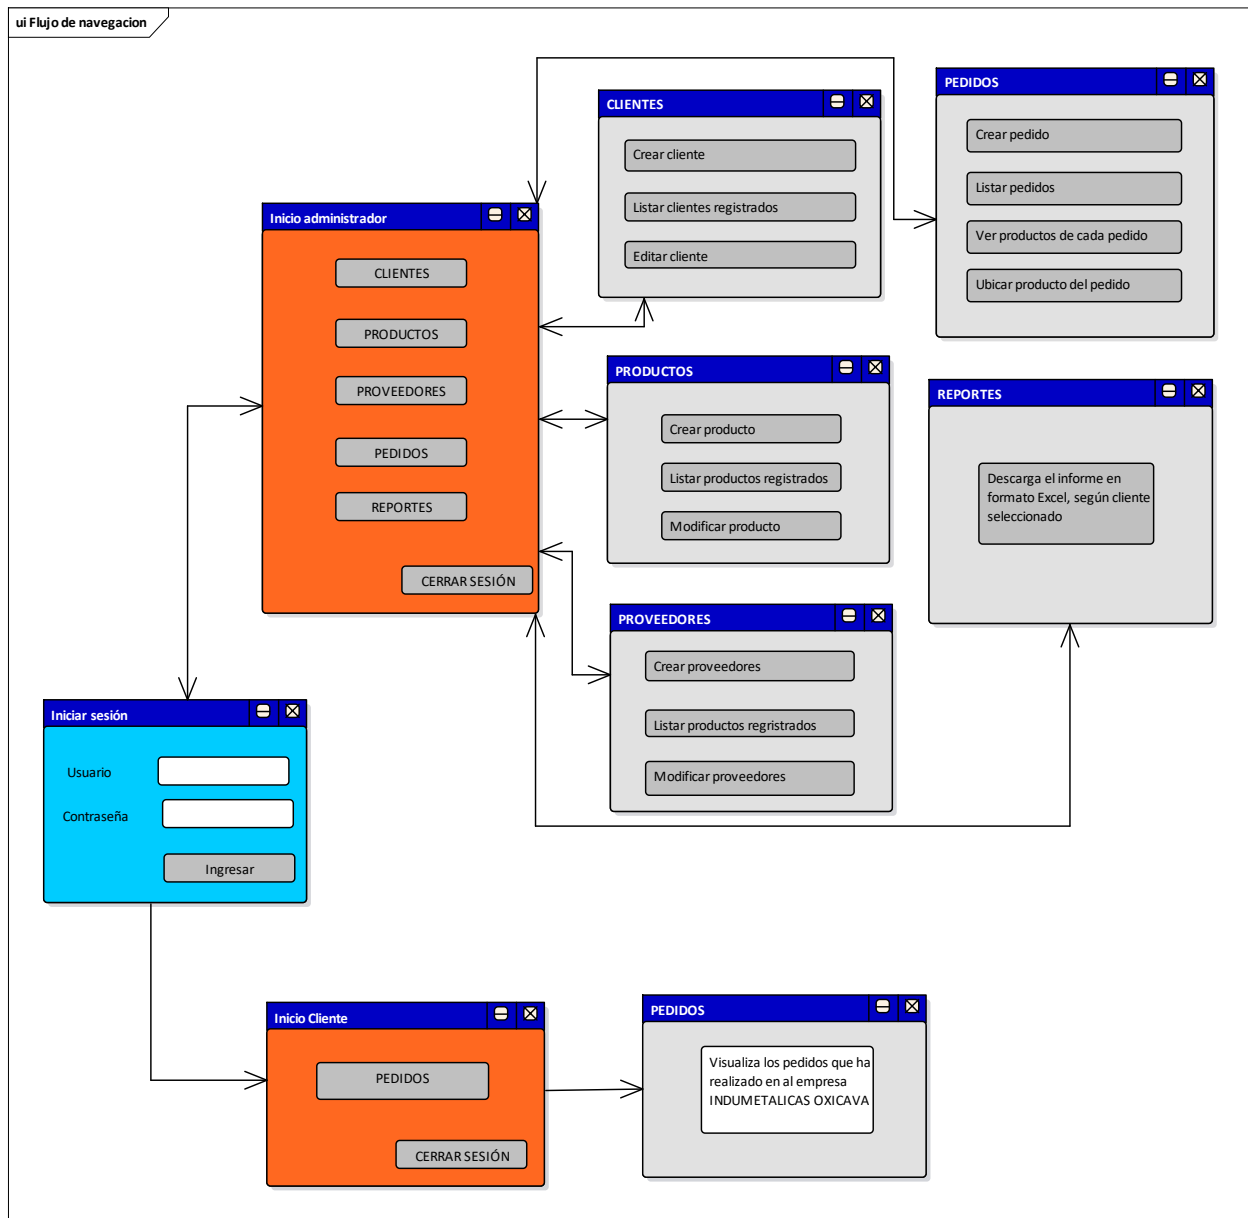 ui Flujo de navegacion
CLIENTES
Crear cliente
Listar clientes registrados
Editar cliente
PEDIDOS
Crear pedido
Listar pedidos
Ver productos de cada pedido
Ubicar producto del pedido
Inicio administrador
CLIENTES
PRODUCTOS
PROVEEDORES
PEDIDOS
REPORTES
CERRAR SESIÓN
PRODUCTOS
Crear producto
Listar productos registrados
Modificar producto
REPORTES
Descarga el informe en
formato Excel, según cliente
seleccionado
PROVEEDORES
Crear proveedores
Listar productos regristrados
Modificar proveedores
Iniciar sesión
Usuario
Contraseña
Ingresar
Inicio Cliente
PEDIDOS
CERRAR SESIÓN
PEDIDOS
Visualiza los pedidos que ha
realizado en al empresa
INDUMETALICAS OXICAVA